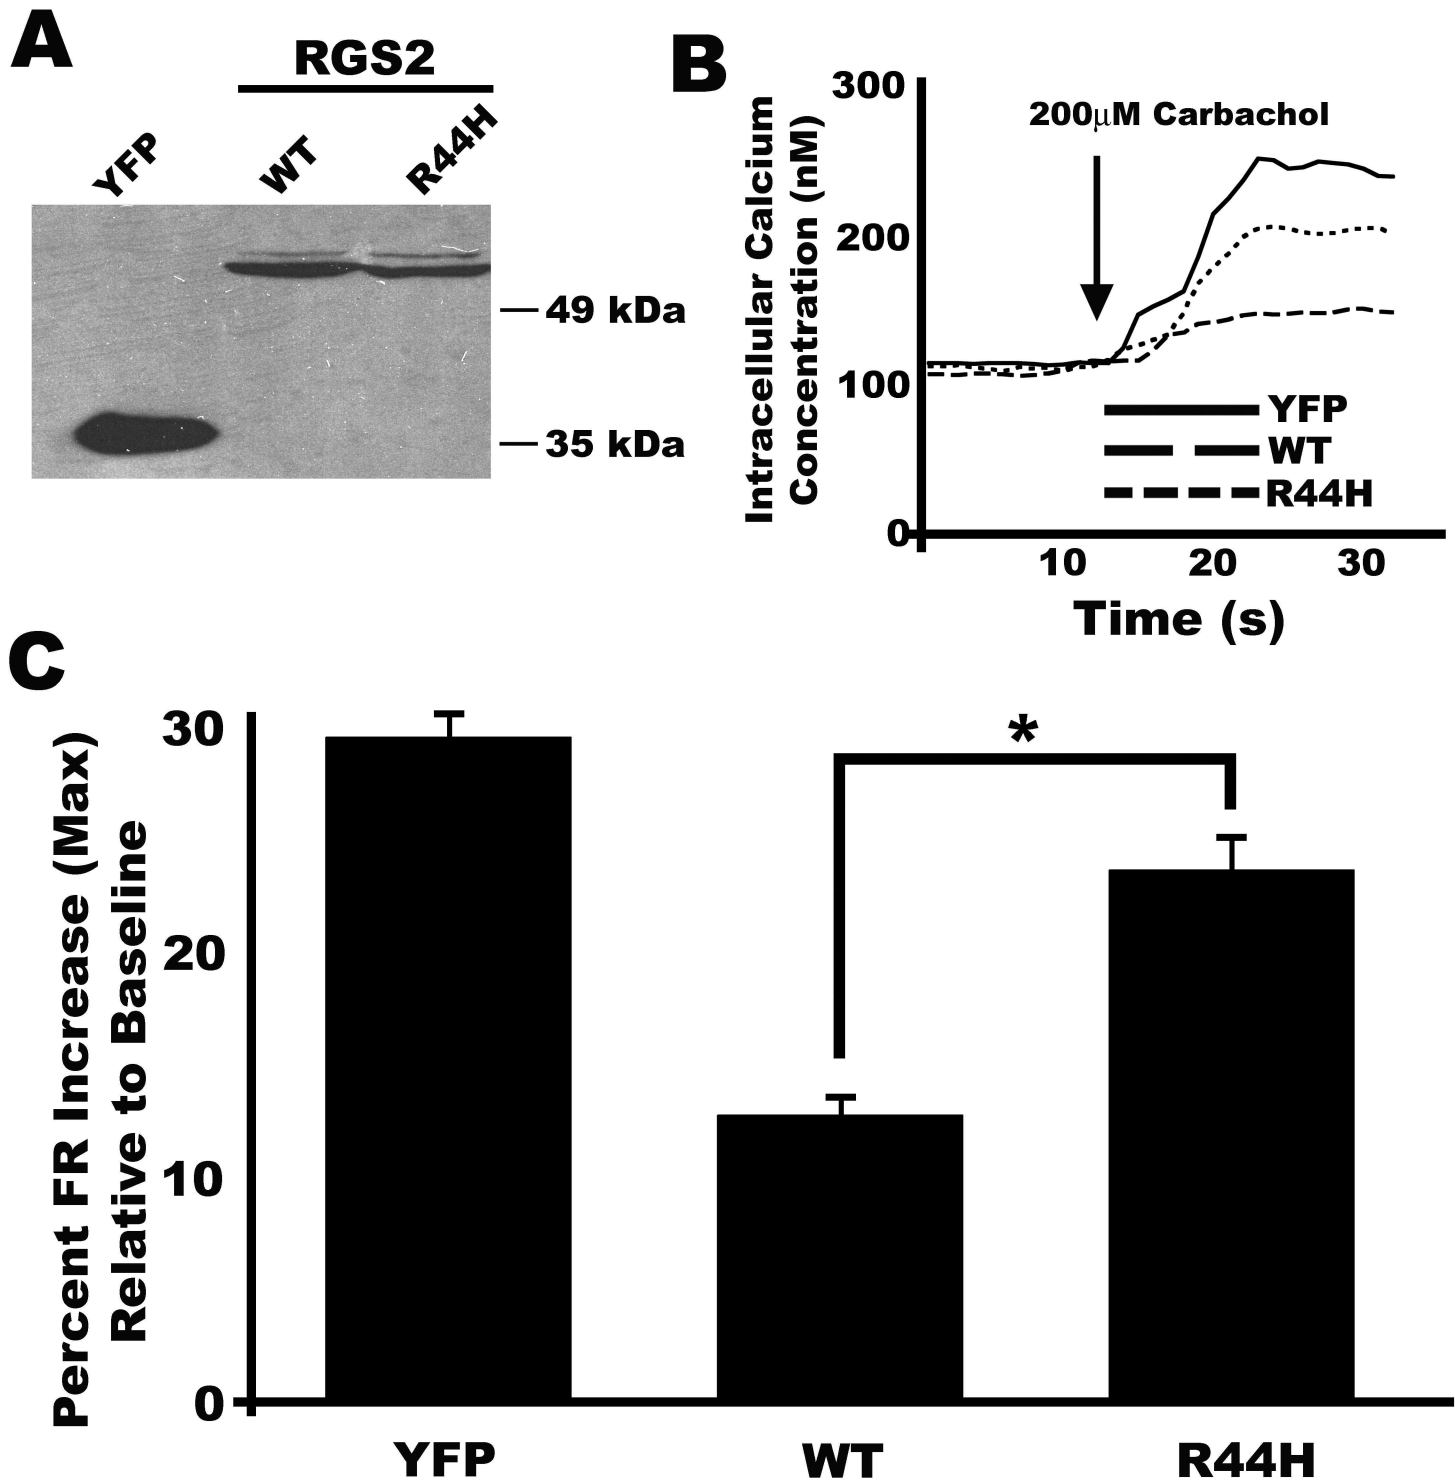 A
RGS2
YFP
WT
R44H
49 kDa
35 kDa
B
300
200
100
0
Intracellular Calcium
Concentration (nM)
200μM Carbachol
YFP
WT
R44H
10 20 30
Time (s)
C
30
20
10
0
Percent FR Increase (Max)
Relative to Baseline
*
YFP WT R44H